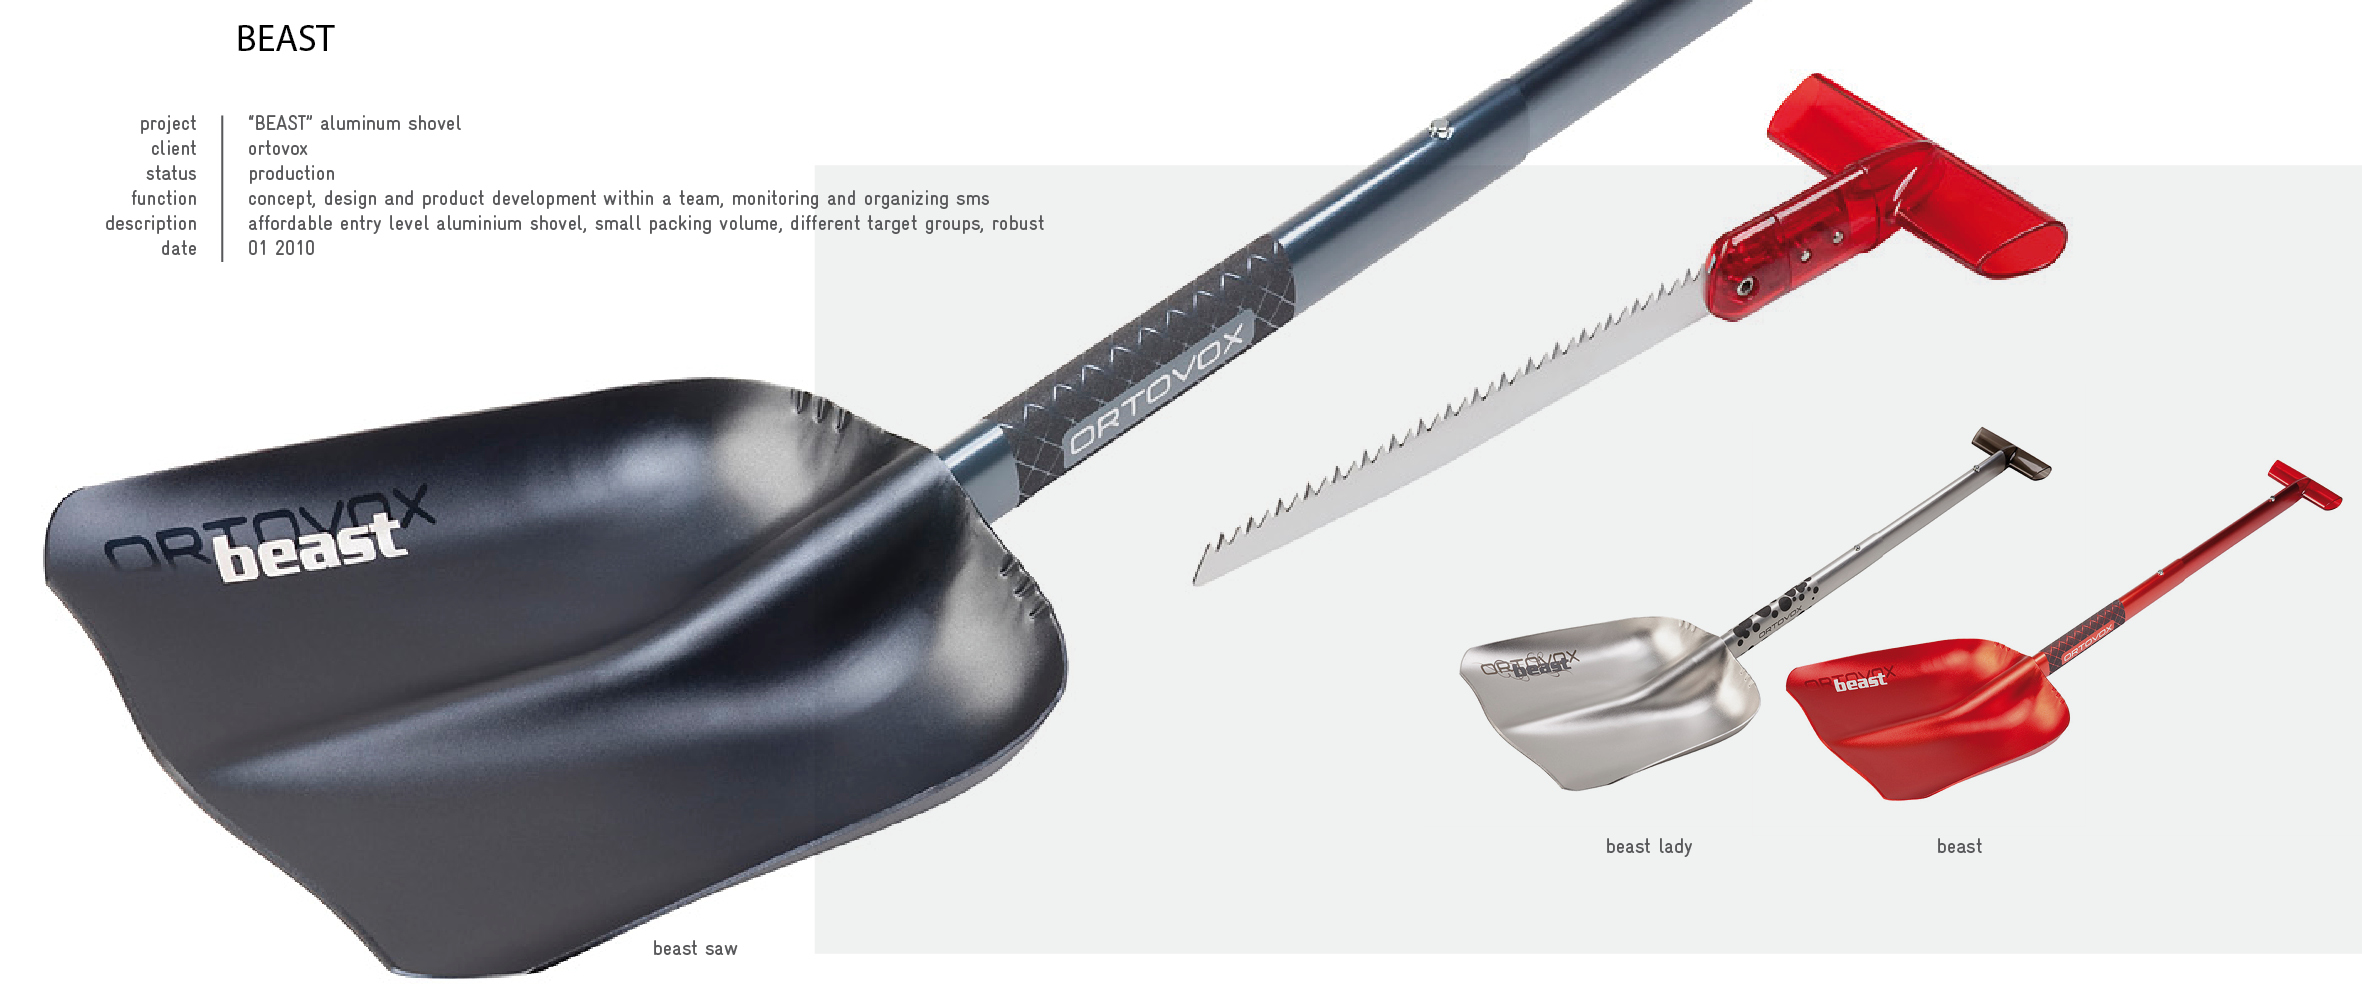 BEAST
project “BEAST” aluminum shovel
client ortovox
status production
function concept, design and product development within a team, monitoring and organizing sms
description affordable entry level aluminium shovel, small packing volume, different target groups, robust
date 01 2010
ORTOVOX
ORTOVOX
beast
ORTOVOX
ORTOVOX
beast
ORTOVOX
ORTOVOX
beast
beast lady
beast
beast saw